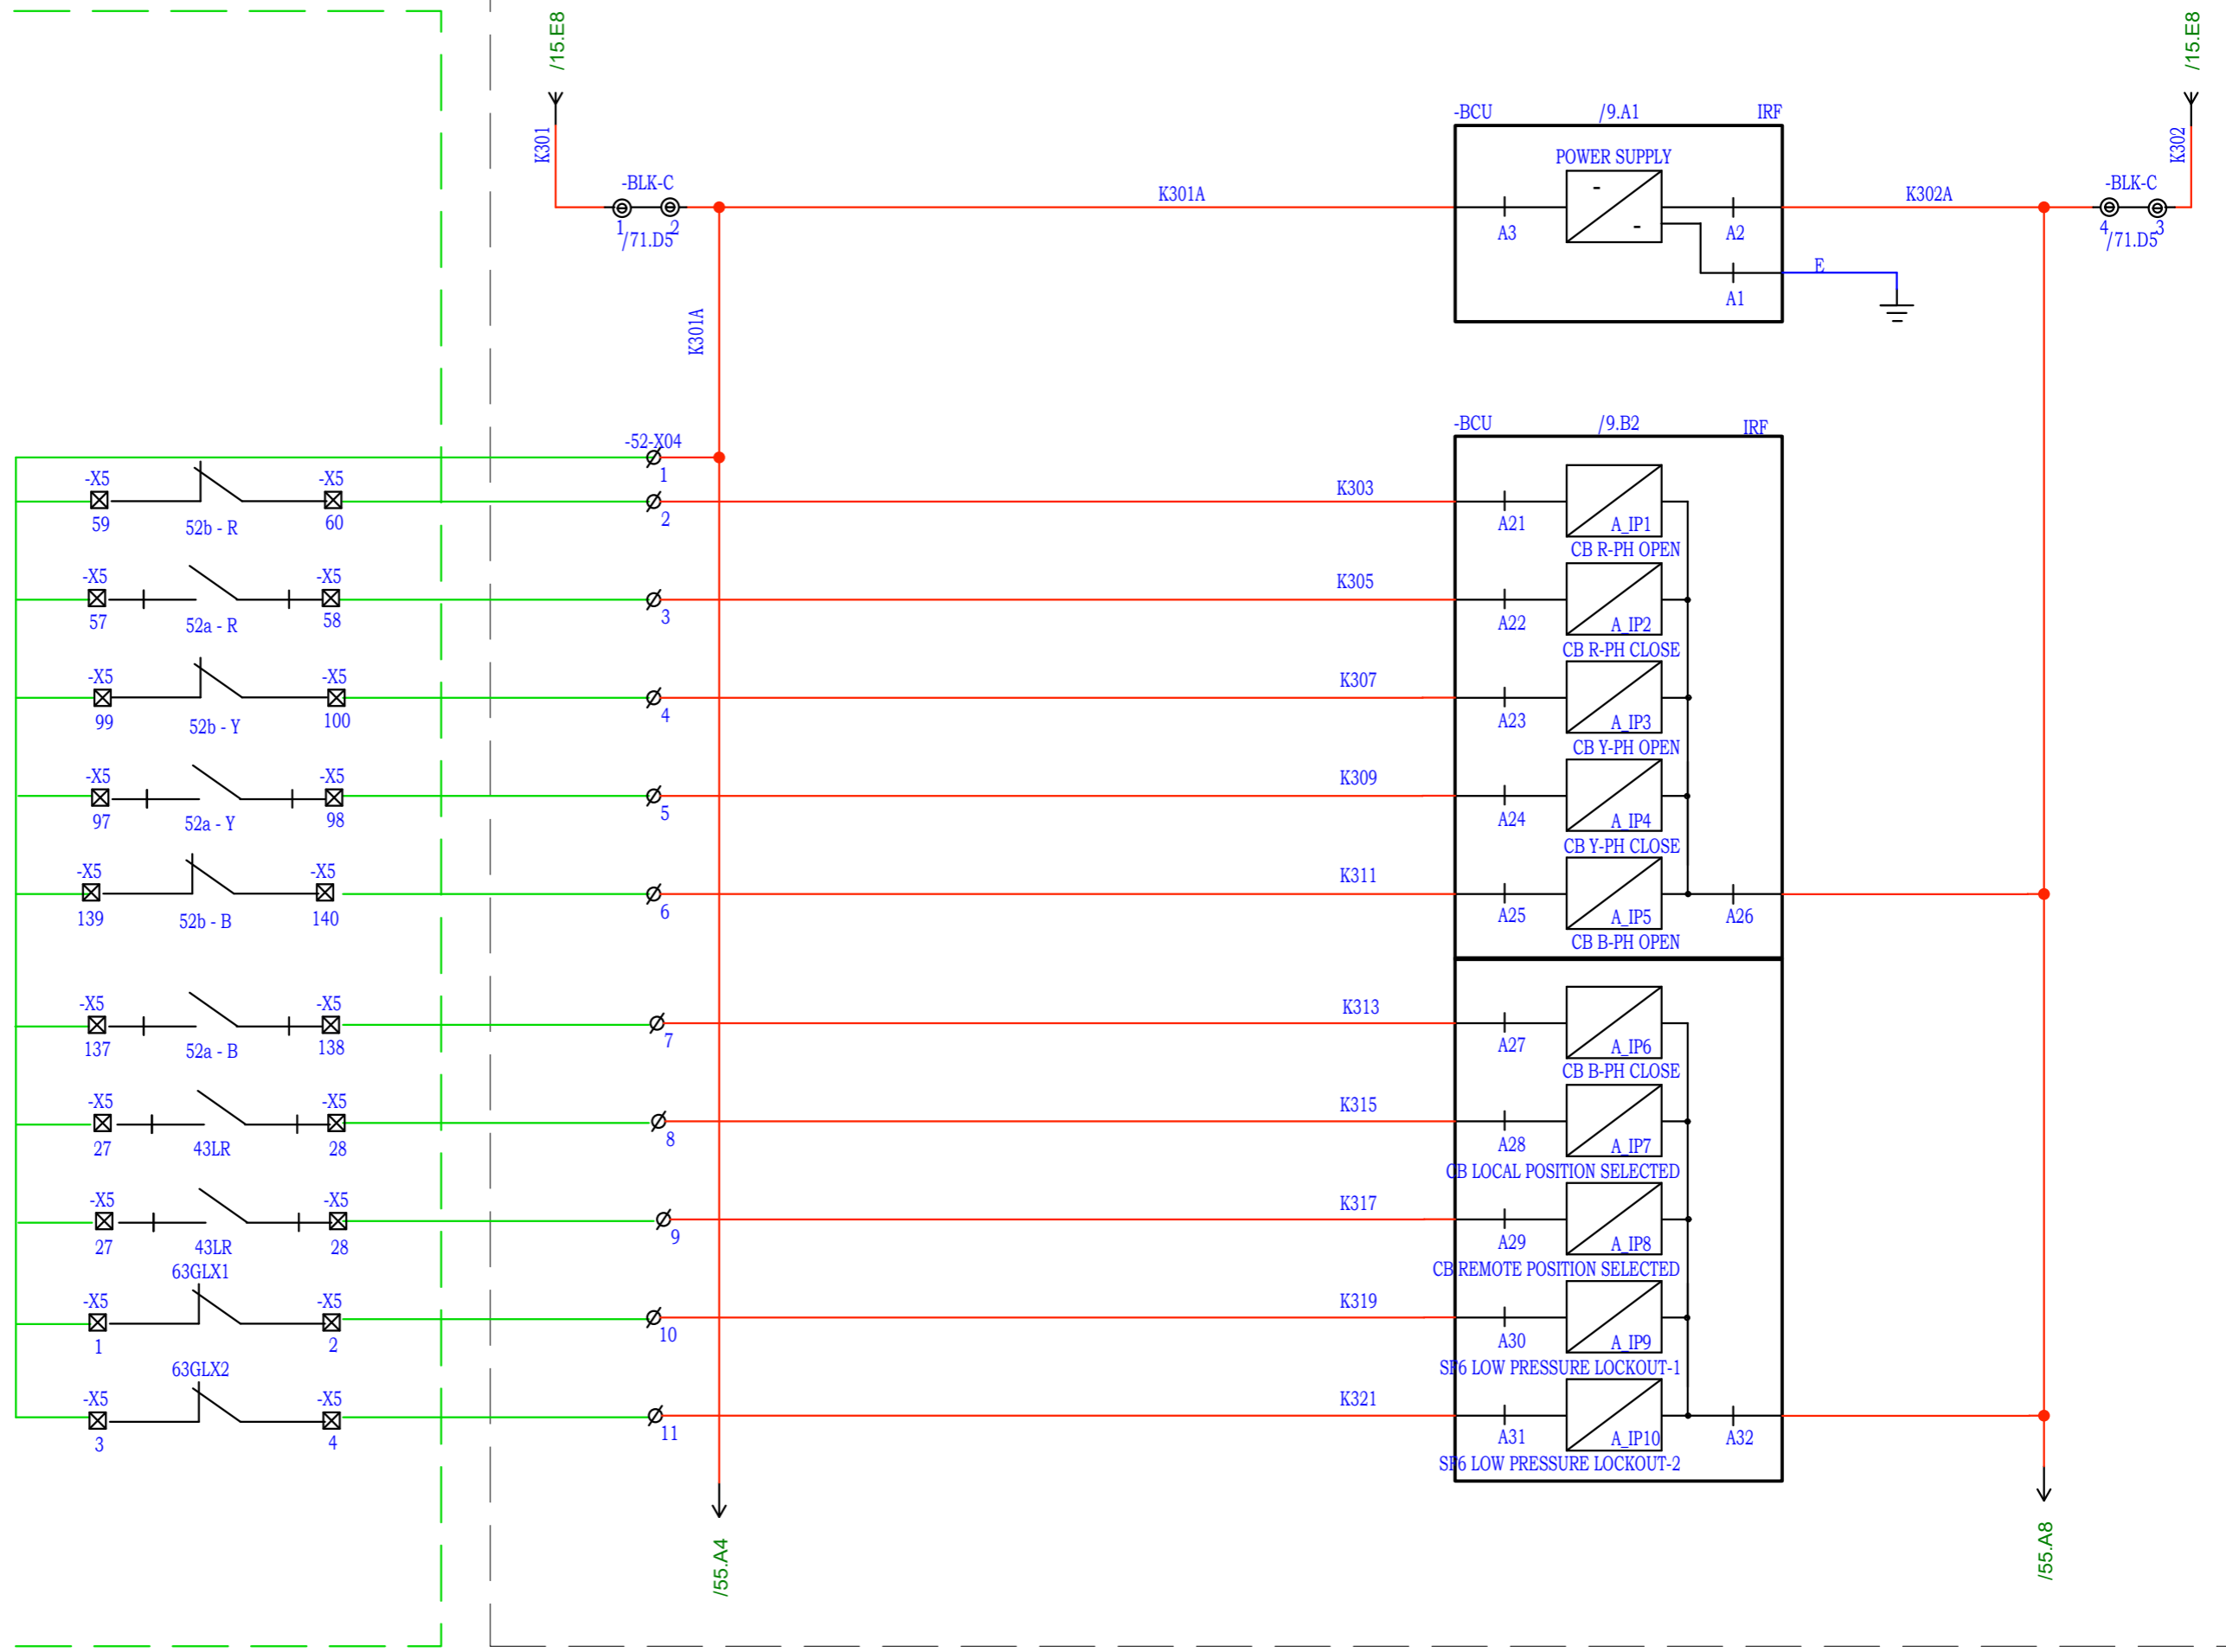 /15.E8
/15.E8
K301
K302
-BCU /9.A1 IRF
POWER SUPPLY
-BLK-C
1 2
/71.D5
K301A
A3
-
-
A2
A1
E
K302A
-BLK-C
4 3
/71.D5
K301A
-52-X04
1
-BCU /9.B2 IRF
-X5 -X5
59 52b - R 60
2
K303
A21
A_IP1
CB R-PH OPEN
-X5 -X5
57 52a - R 58
3
K305
A22
A_IP2
CB R-PH CLOSE
-X5 -X5
99 52b - Y 100
4
K307
A23
A_IP3
CB Y-PH OPEN
-X5 -X5
97 52a - Y 98
5
K309
A24
A_IP4
CB Y-PH CLOSE
-X5 -X5
139 52b - B 140
6
K311
A25
A_IP5
A26
CB B-PH OPEN
-X5 -X5
137 52a - B 138
7
K313
A27
A_IP6
CB B-PH CLOSE
-X5 -X5
27 43LR 28
8
K315
A28
A_IP7
CB LOCAL POSITION SELECTED
-X5 -X5
27 43LR 28
9
K317
A29
A_IP8
CB REMOTE POSITION SELECTED
63GLX1
-X5 -X5
1 2
10
K319
A30
A_IP9
SF6 LOW PRESSURE LOCKOUT-1
63GLX2
-X5 -X5
3 4
11
K321
A31
A_IP10
A32
SF6 LOW PRESSURE LOCKOUT-2
/55.A4
/55.A8